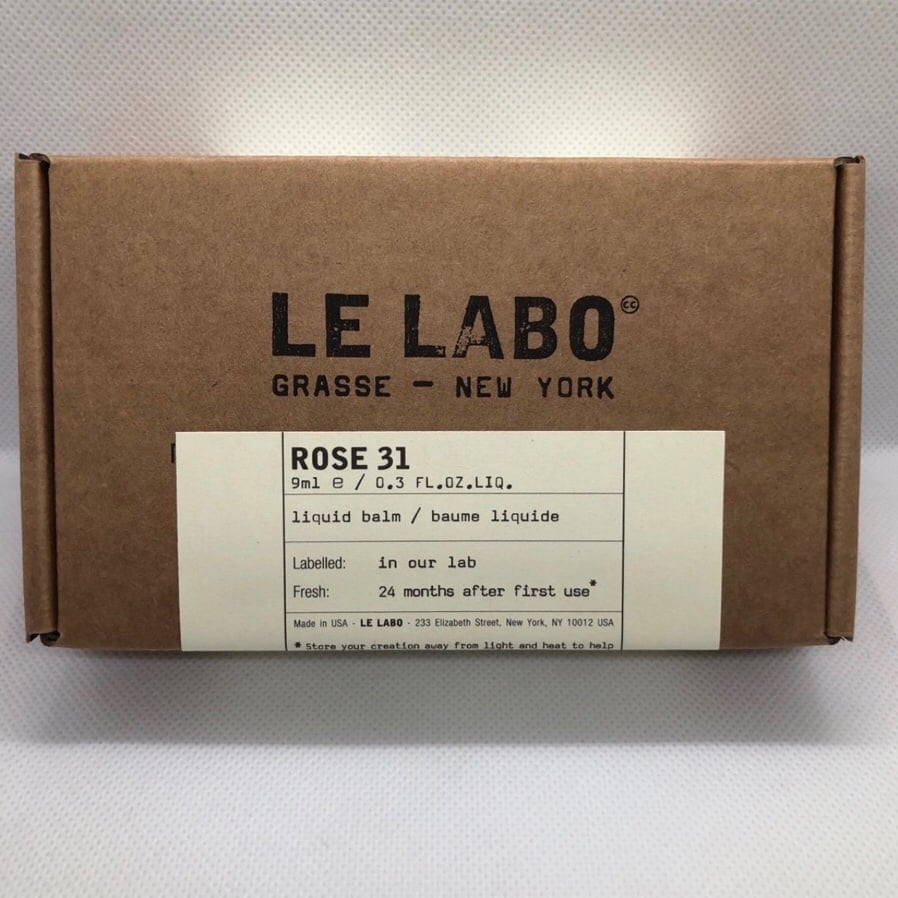 LE LABO cc
GRASSE — NEW YORK
ROSE 31
9ml e / 0.3 FL.OZ.LIQ.
liquid balm / baume liquide
Labelled: in our lab
Fresh: 24 months after first use*
Made in USA - LE LABO - 233 Elizabeth Street, New York, NY 10012 USA
* Store your creation away from light and heat to help